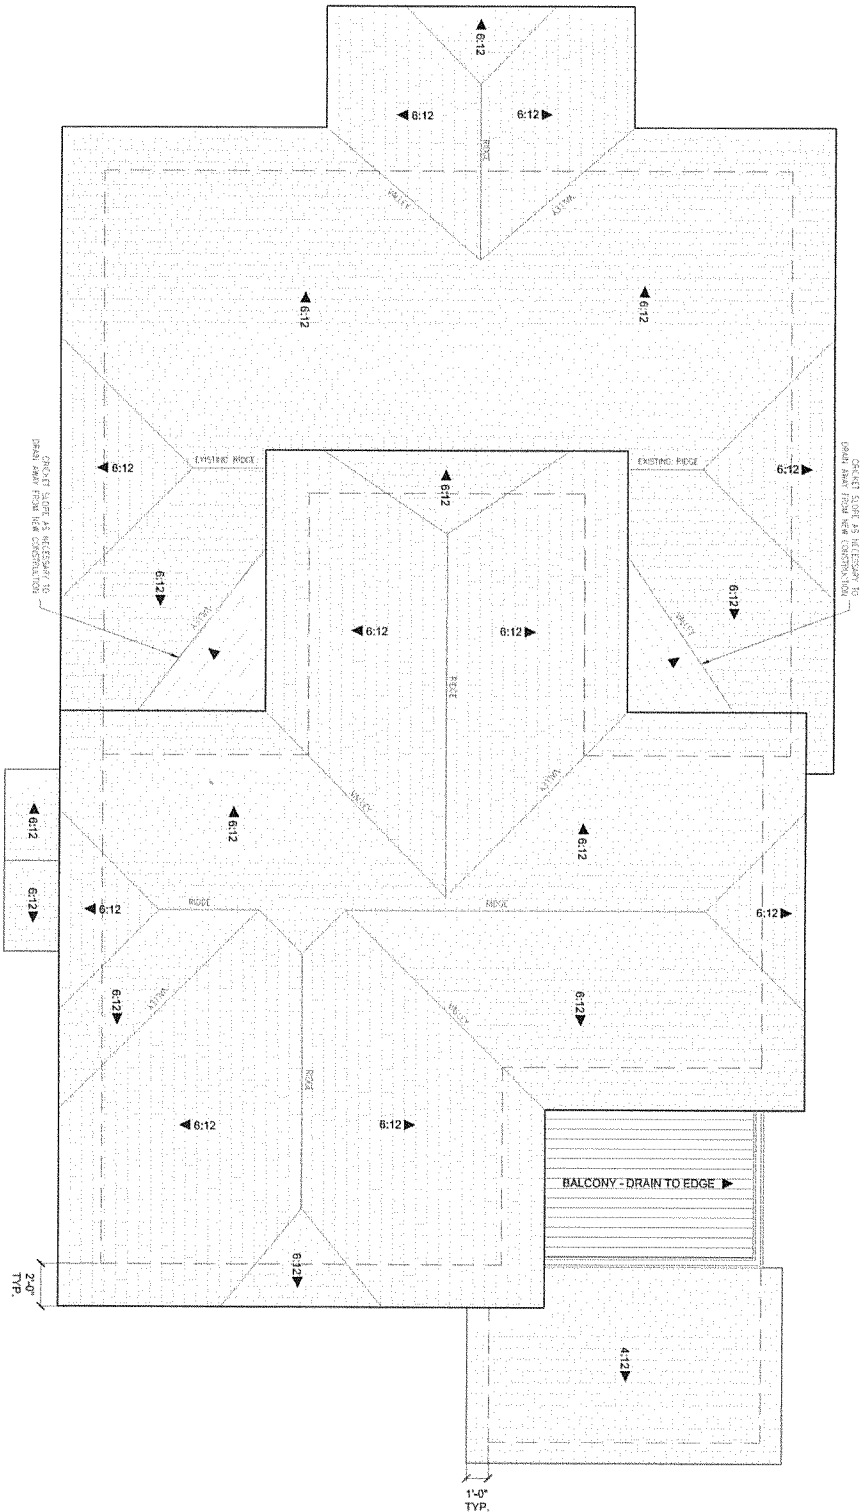 6:12
6:12
6:12
RIDGE
VALLEY
VALLEY
6:12
6:12
CRICKET SLOPE AS NECESSARY TO
DRAIN AWAY FROM NEW CONSTRUCTION
6:12
EXISTING RIDGE
6:12
EXISTING RIDGE
6:12
CRICKET SLOPE AS NECESSARY TO
DRAIN AWAY FROM NEW CONSTRUCTION
6:12
VALLEY
6:12
VALLEY
6:12
6:12
RIDGE
VALLEY
VALLEY
6:12
6:12
6:12
6:12
6:12
RIDGE
RIDGE
6:12
6:12
VALLEY
VALLEY
6:12
RIDGE
6:12
6:12
BALCONY - DRAIN TO EDGE
6:12
2'-0"
TYP.
4:12
1'-0"
TYP.